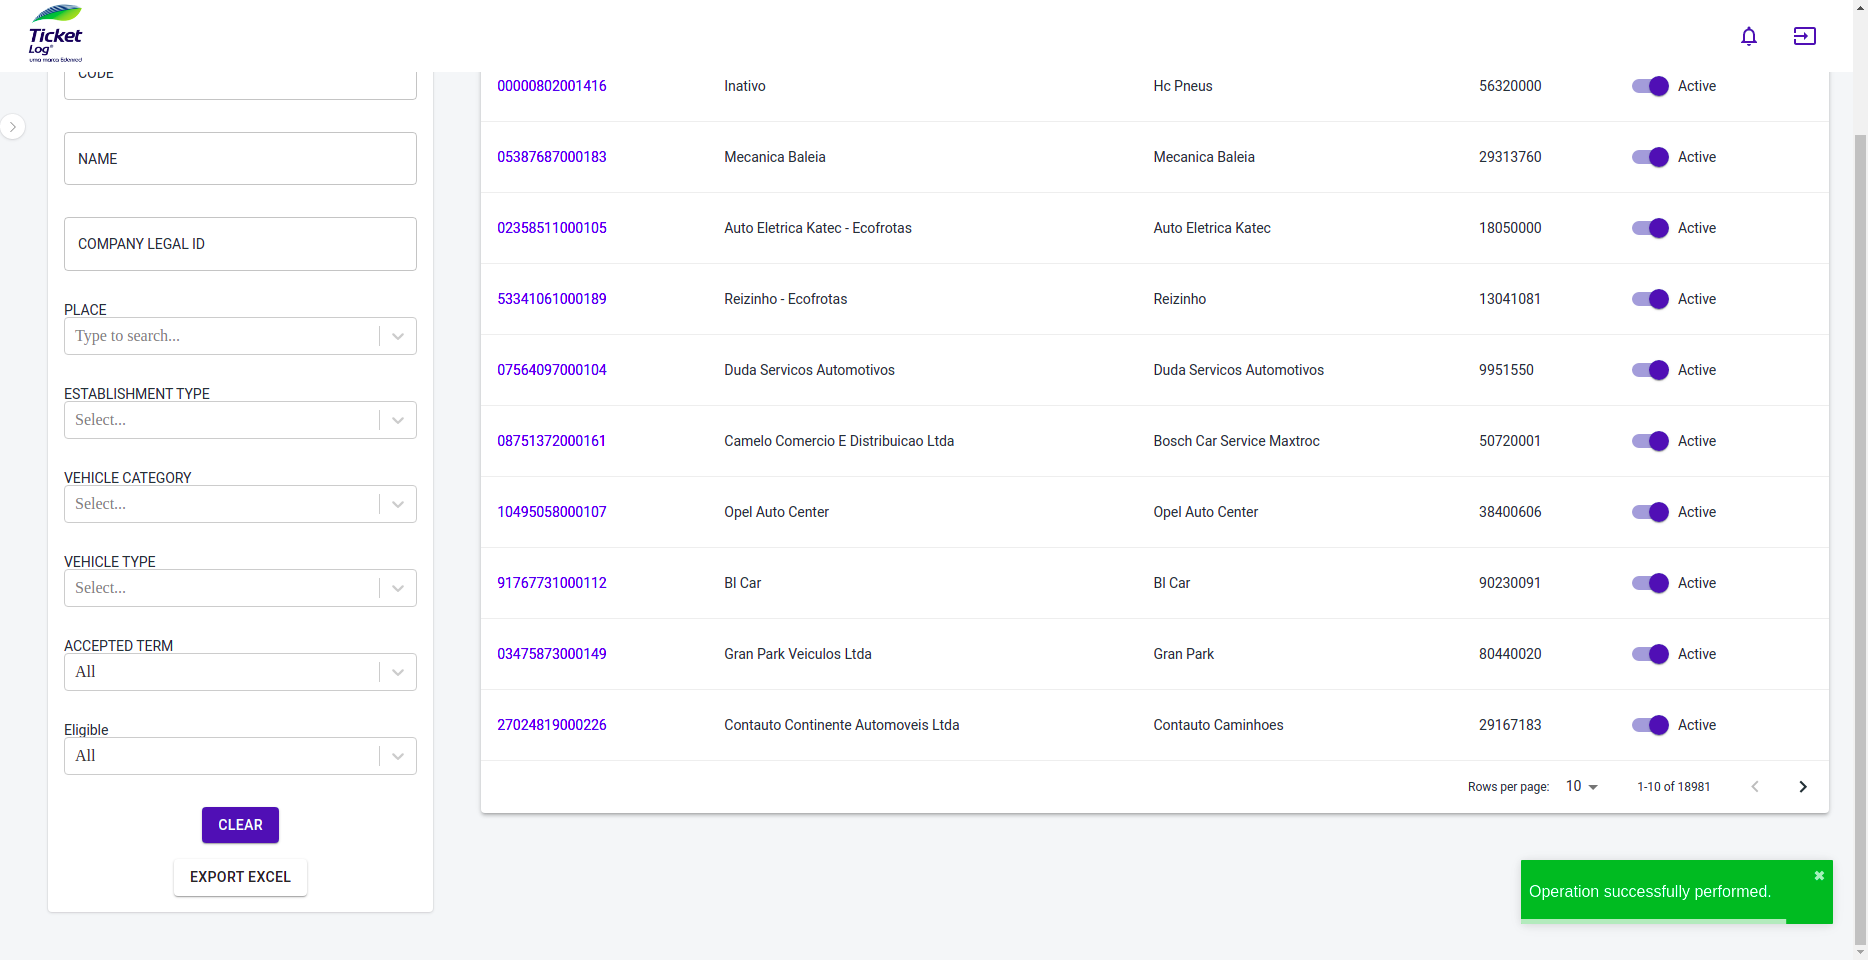 Ticket
Log®
uma marca Edenred
CODE
NAME
COMPANY LEGAL ID
PLACE
Type to search...
ESTABLISHMENT TYPE
Select...
VEHICLE CATEGORY
Select...
VEHICLE TYPE
Select...
ACCEPTED TERM
All
Eligible
All
CLEAR
EXPORT EXCEL
00000802001416 Inativo Hc Pneus 56320000 Active
05387687000183 Mecanica Baleia Mecanica Baleia 29313760 Active
02358511000105 Auto Eletrica Katec - Ecofrotas Auto Eletrica Katec 18050000 Active
53341061000189 Reizinho - Ecofrotas Reizinho 13041081 Active
07564097000104 Duda Servicos Automotivos Duda Servicos Automotivos 9951550 Active
08751372000161 Camelo Comercio E Distribuicao Ltda Bosch Car Service Maxtroc 50720001 Active
10495058000107 Opel Auto Center Opel Auto Center 38400606 Active
91767731000112 Bl Car Bl Car 90230091 Active
03475873000149 Gran Park Veiculos Ltda Gran Park 80440020 Active
27024819000226 Contauto Continente Automoveis Ltda Contauto Caminhoes 29167183 Active
Rows per page: 10 1-10 of 18981
Operation successfully performed.